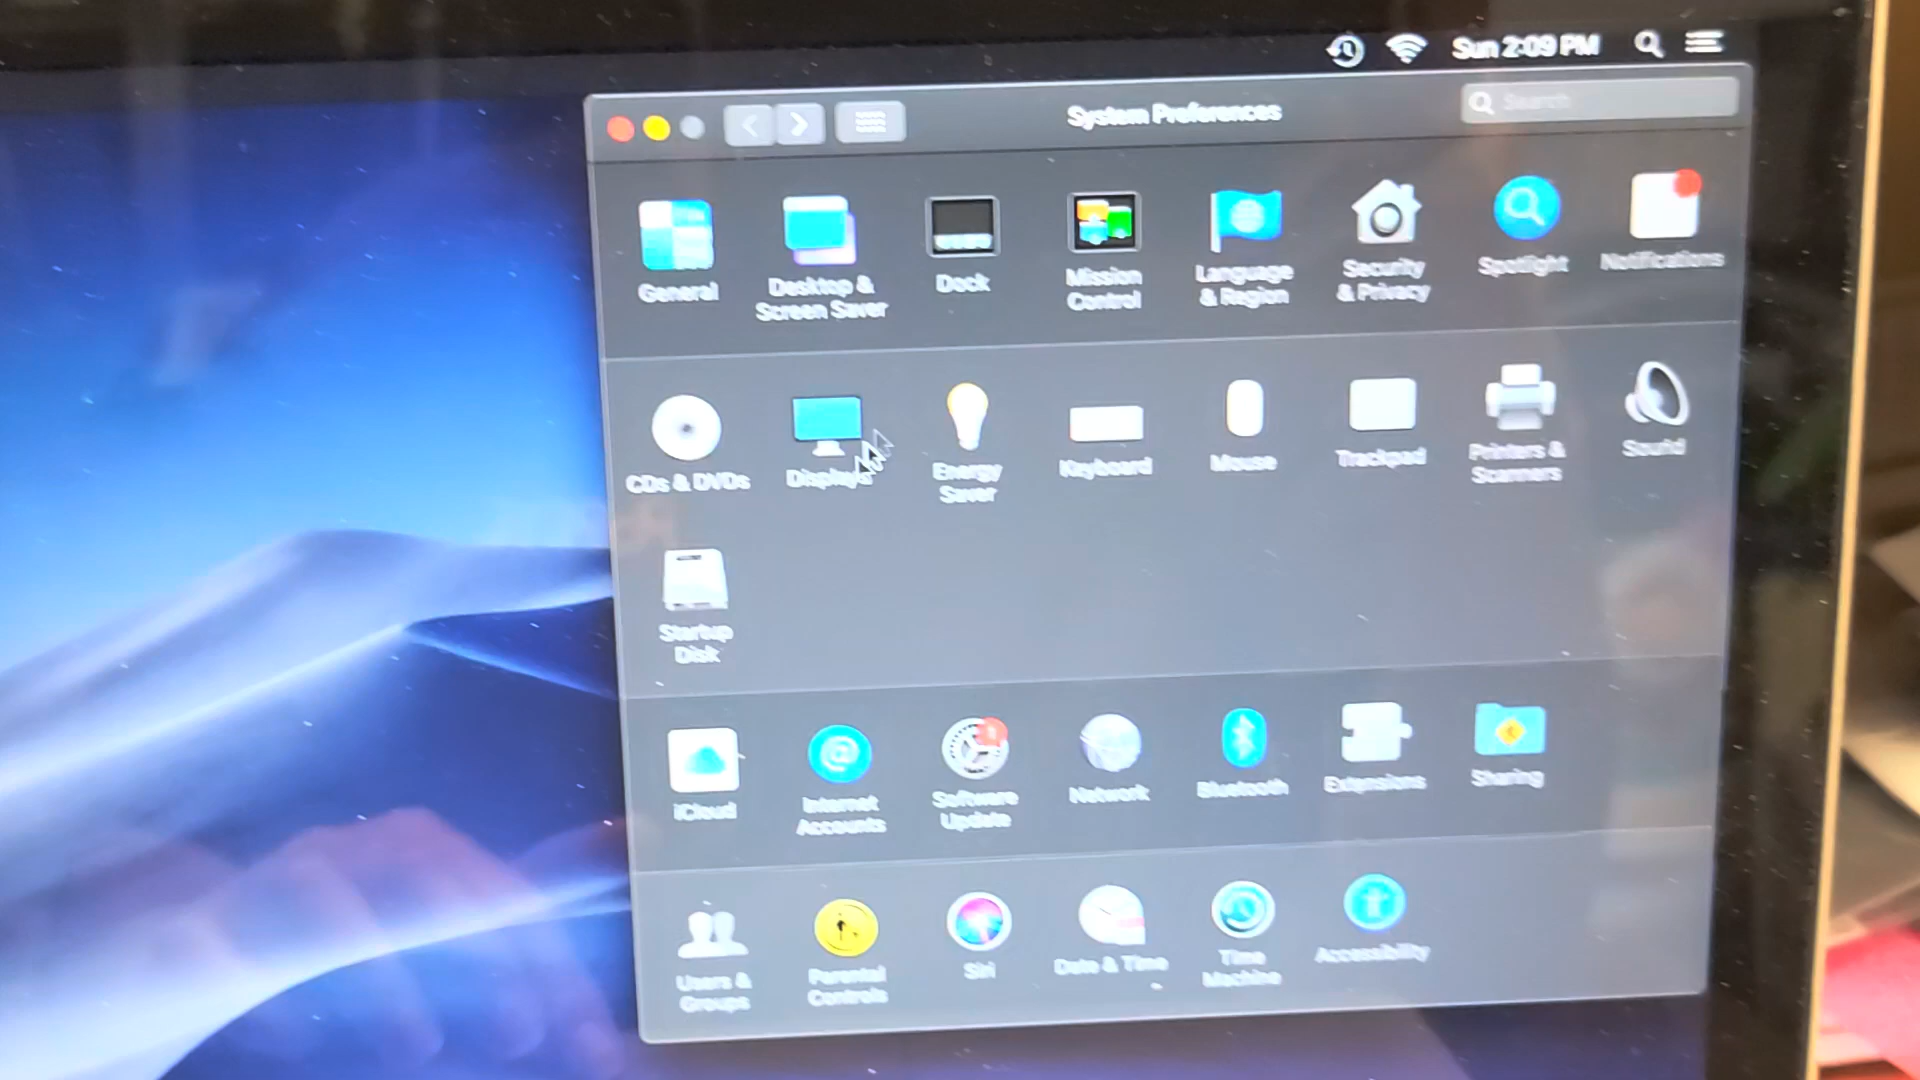 Sun 2:09 PM
System Preferences
Search
General
Desktop &
Screen Saver
Dock
Mission
Control
Language
& Region
Security
& Privacy
Spotlight
Notifications
CDs & DVDs
Displays
Energy
Saver
Keyboard
Mouse
Trackpad
Printers &
Scanners
Sound
Startup
Disk
iCloud
Internet
Accounts
Software
Update
Network
Bluetooth
Extensions
Sharing
Users &
Groups
Parental
Controls
Siri
Date & Time
Time
Machine
Accessibility